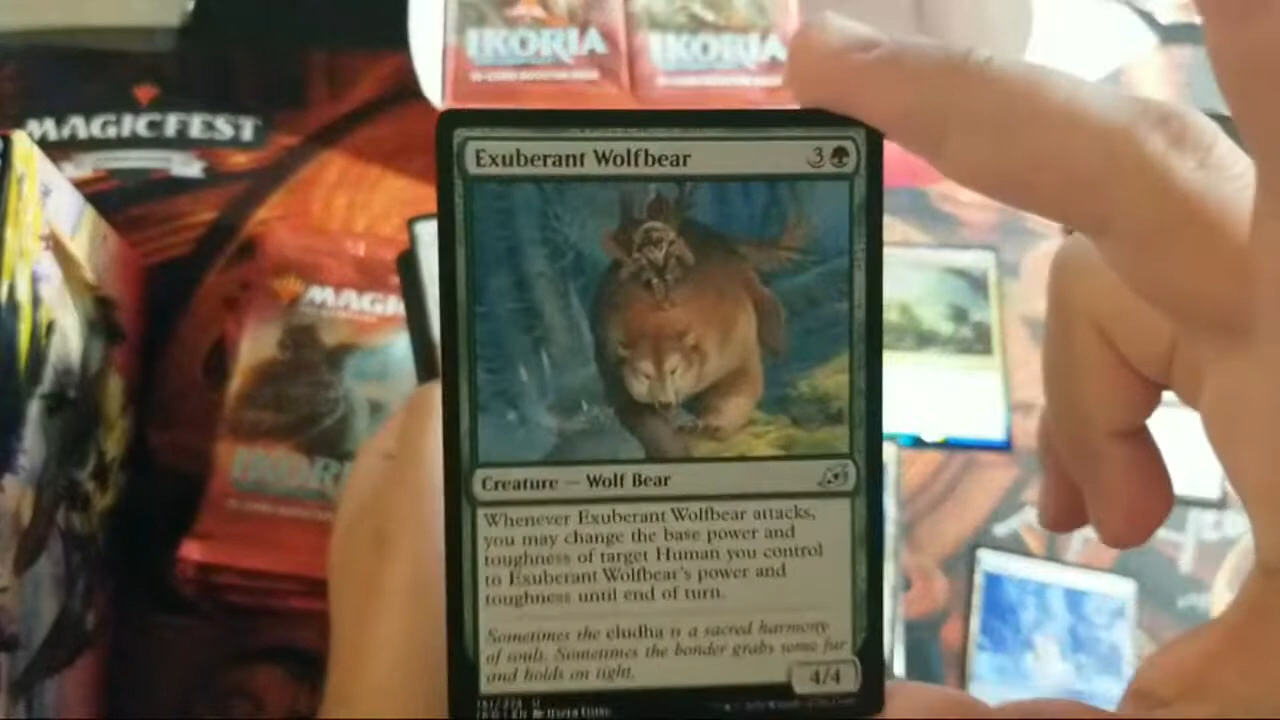 IKORIA IKORIA
MAGICFEST
Exuberant Wolfbear 3
MAGI
IKORI
Creature — Wolf Bear
Whenever Exuberant Wolfbear attacks,
you may change the base power and
toughness of target Human you control
to Exuberant Wolfbear's power and
toughness until end of turn.
Sometimes the eludha is a sacred harmony
of souls. Sometimes the bonder grabs some fur
and holds on tight.
4/4